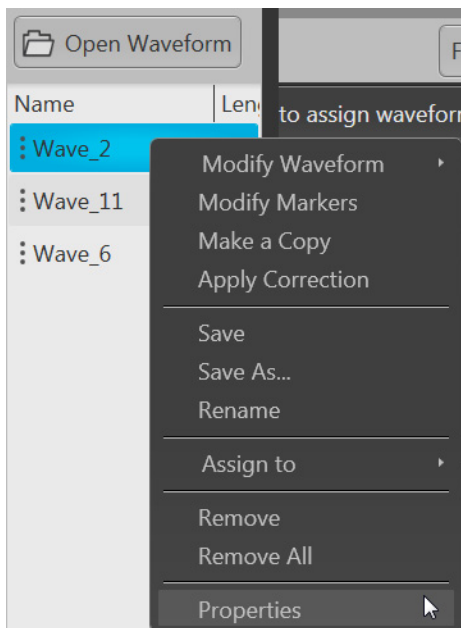 Open Waveform
F
Name Len
to assign wavefor
Wave_2
Wave_11
Wave_6
Modify Waveform
Modify Markers
Make a Copy
Apply Correction
Save
Save As...
Rename
Assign to
Remove
Remove All
Properties